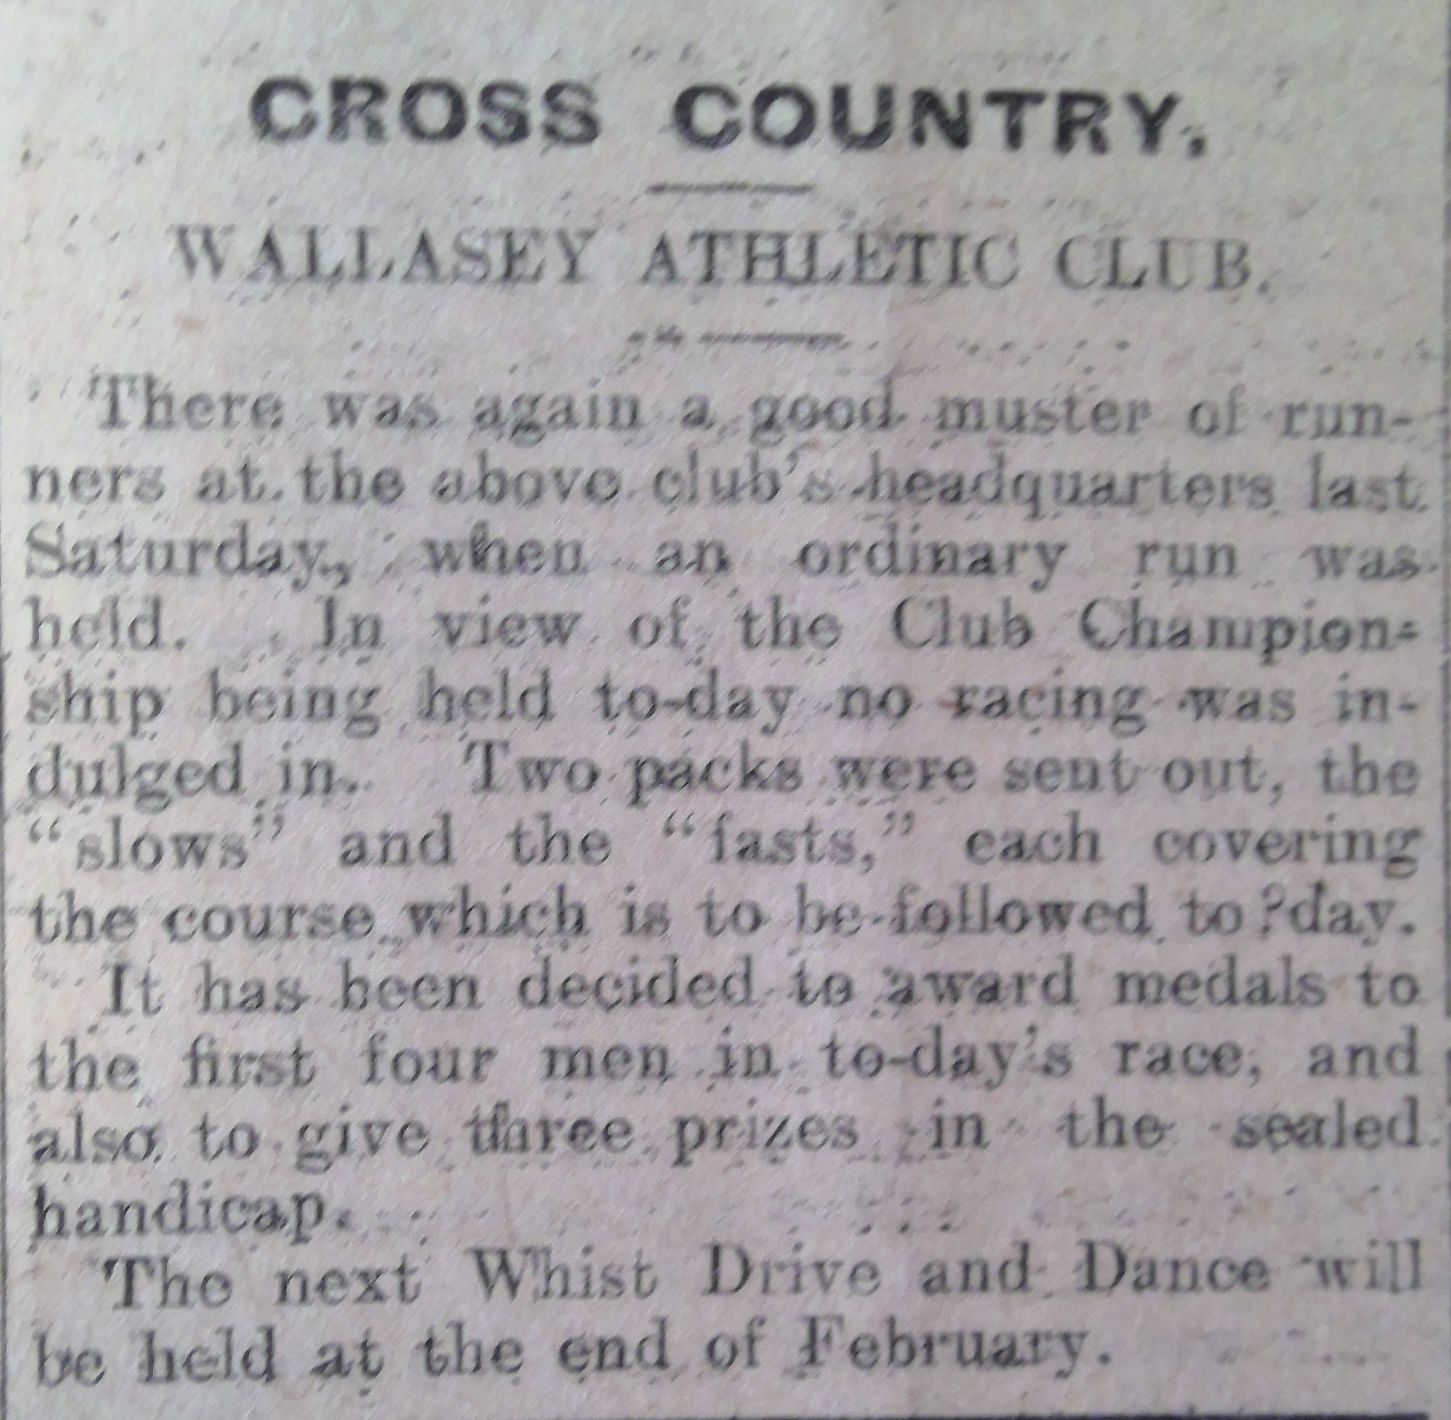 CROSS COUNTRY.
WALLASEY ATHLETIC CLUB.
There was again a good muster of run-
ners at the above club's headquarters last
Saturday, when an ordinary run was
held. In view of the Club Champion-
ship being held to-day no racing was in-
dulged in. Two packs were sent out, the
“slows” and the “fasts,” each covering
the course which is to be followed to?day.
It has been decided to award medals to
the first four men in to-day's race, and
also to give three prizes in the sealed
handicap.
The next Whist Drive and Dance will
be held at the end of February.